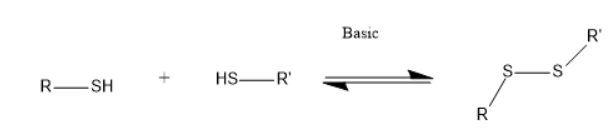 Basic
R'
R—SH + HS—R' S—S
R